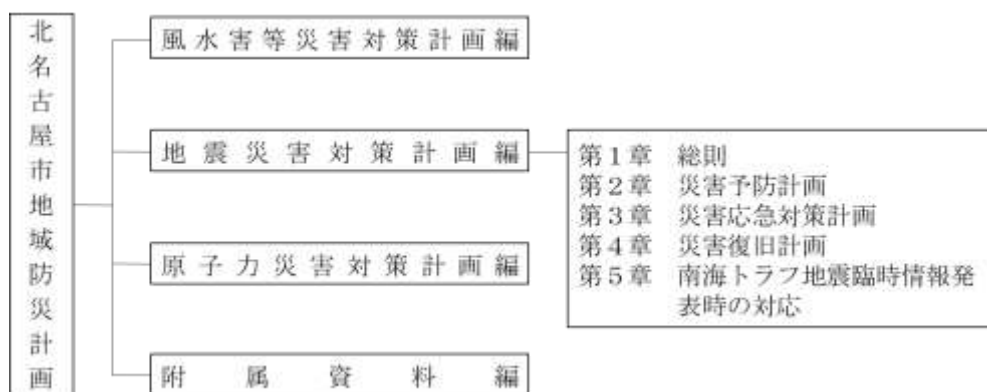 北名古屋市地域防災計画
風水害等災害対策計画編
地震災害対策計画編
第1章 総則
第2章 災害予防計画
第3章 災害応急対策計画
第4章 災害復旧計画
第5章 南海トラフ地震臨時情報発
表時の対応
原子力災害対策計画編
附属資料編